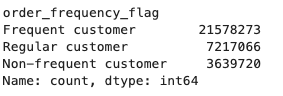 order_frequency_flag
Frequent customer 21578273
Regular customer 7217066
Non-frequent customer 3639720
Name: count, dtype: int64